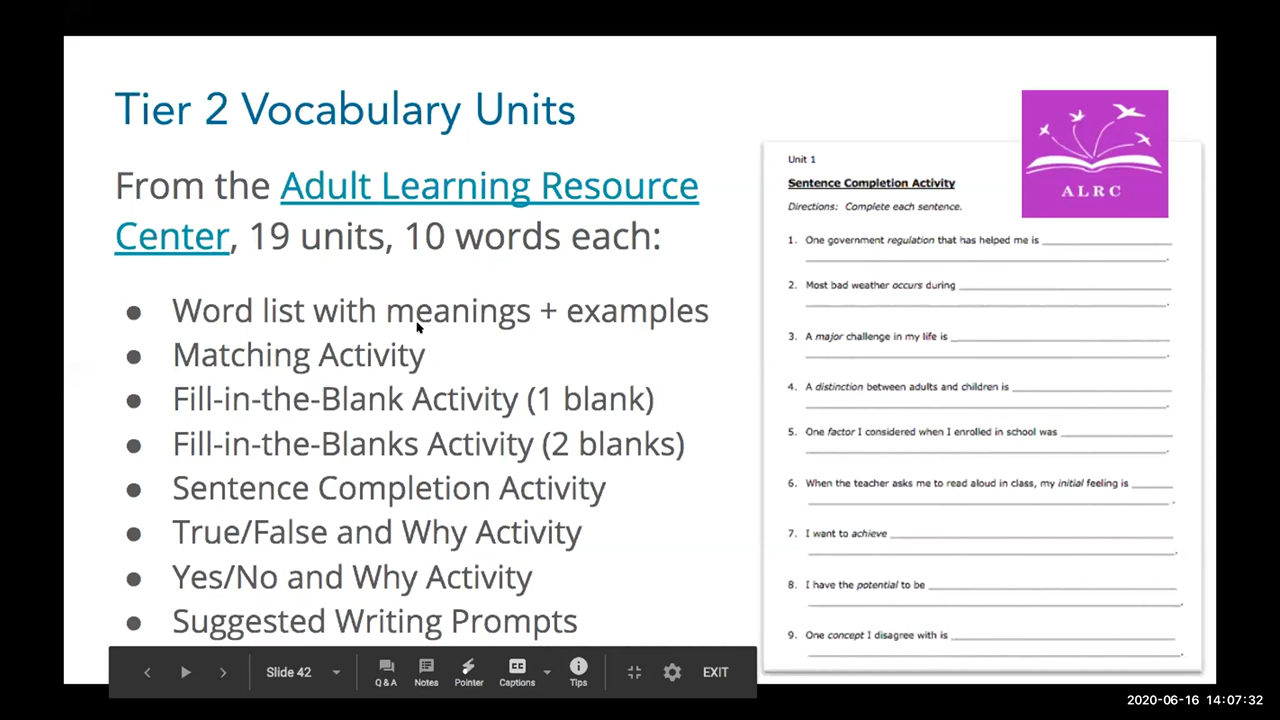 Tier 2 Vocabulary Units
From the Adult Learning Resource
Center, 19 units, 10 words each:
● Word list with meanings + examples
● Matching Activity
● Fill-in-the-Blank Activity (1 blank)
● Fill-in-the-Blanks Activity (2 blanks)
● Sentence Completion Activity
● True/False and Why Activity
● Yes/No and Why Activity
● Suggested Writing Prompts
ALRC
Unit 1
Sentence Completion Activity
Directions: Complete each sentence.
1. One government regulation that has helped me is
2. Most bad weather occurs during
3. A major challenge in my life is
4. A distinction between adults and children is
5. One factor I considered when I enrolled in school was
6. When the teacher asks me to read aloud in class, my initial feeling is
7. I want to achieve
8. I have the potential to be
9. One concept I disagree with is
Slide 42
Q & A
Notes
Pointer
CC
Captions
Tips
EXIT
2020-06-16 14:07:32